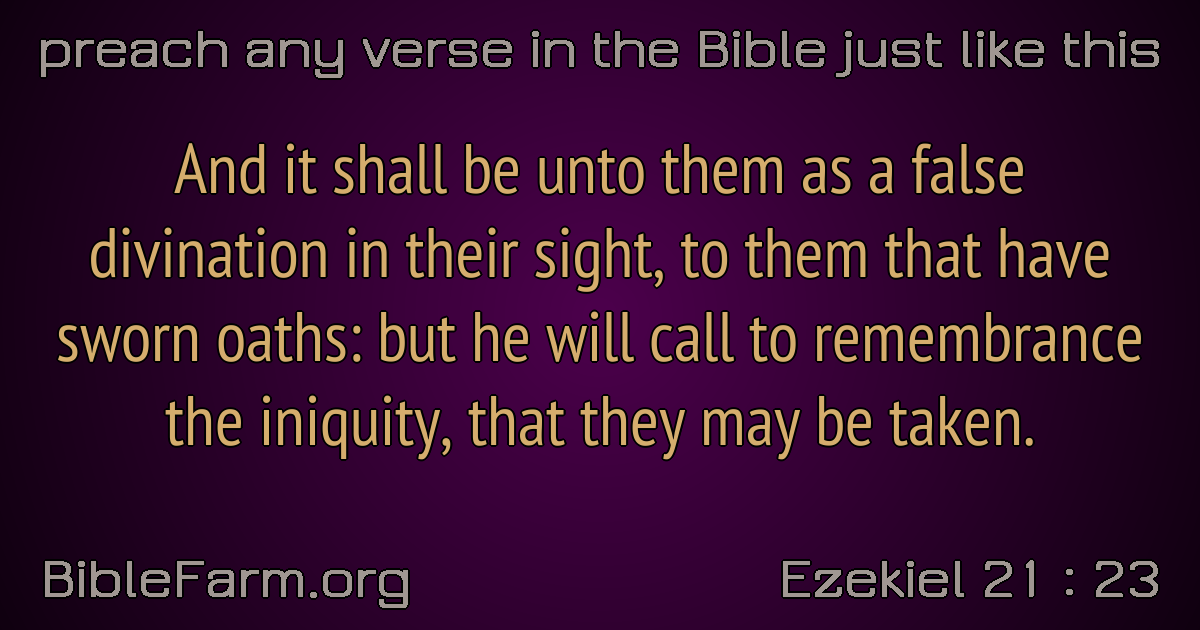 preach any verse in the Bible just like this
And it shall be unto them as a false
divination in their sight, to them that have
sworn oaths: but he will call to remembrance
the iniquity, that they may be taken.
BibleFarm.org
Ezekiel 21 : 23